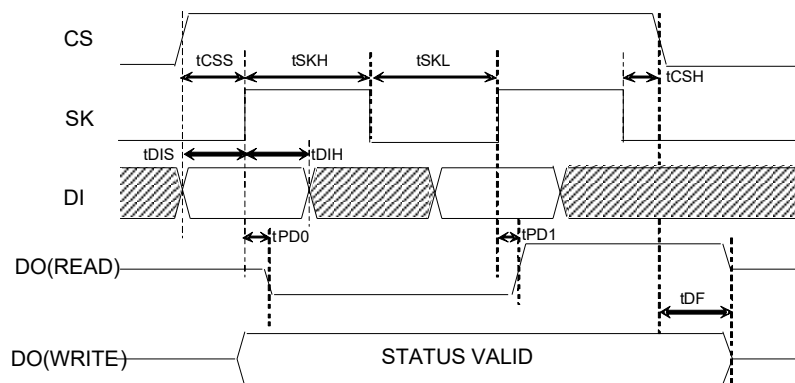 CS
tCSS tSKH tSKL tCSH
SK
tDIS tDIH
DI
tPD0 tPD1
DO(READ)
tDF
DO(WRITE) STATUS VALID